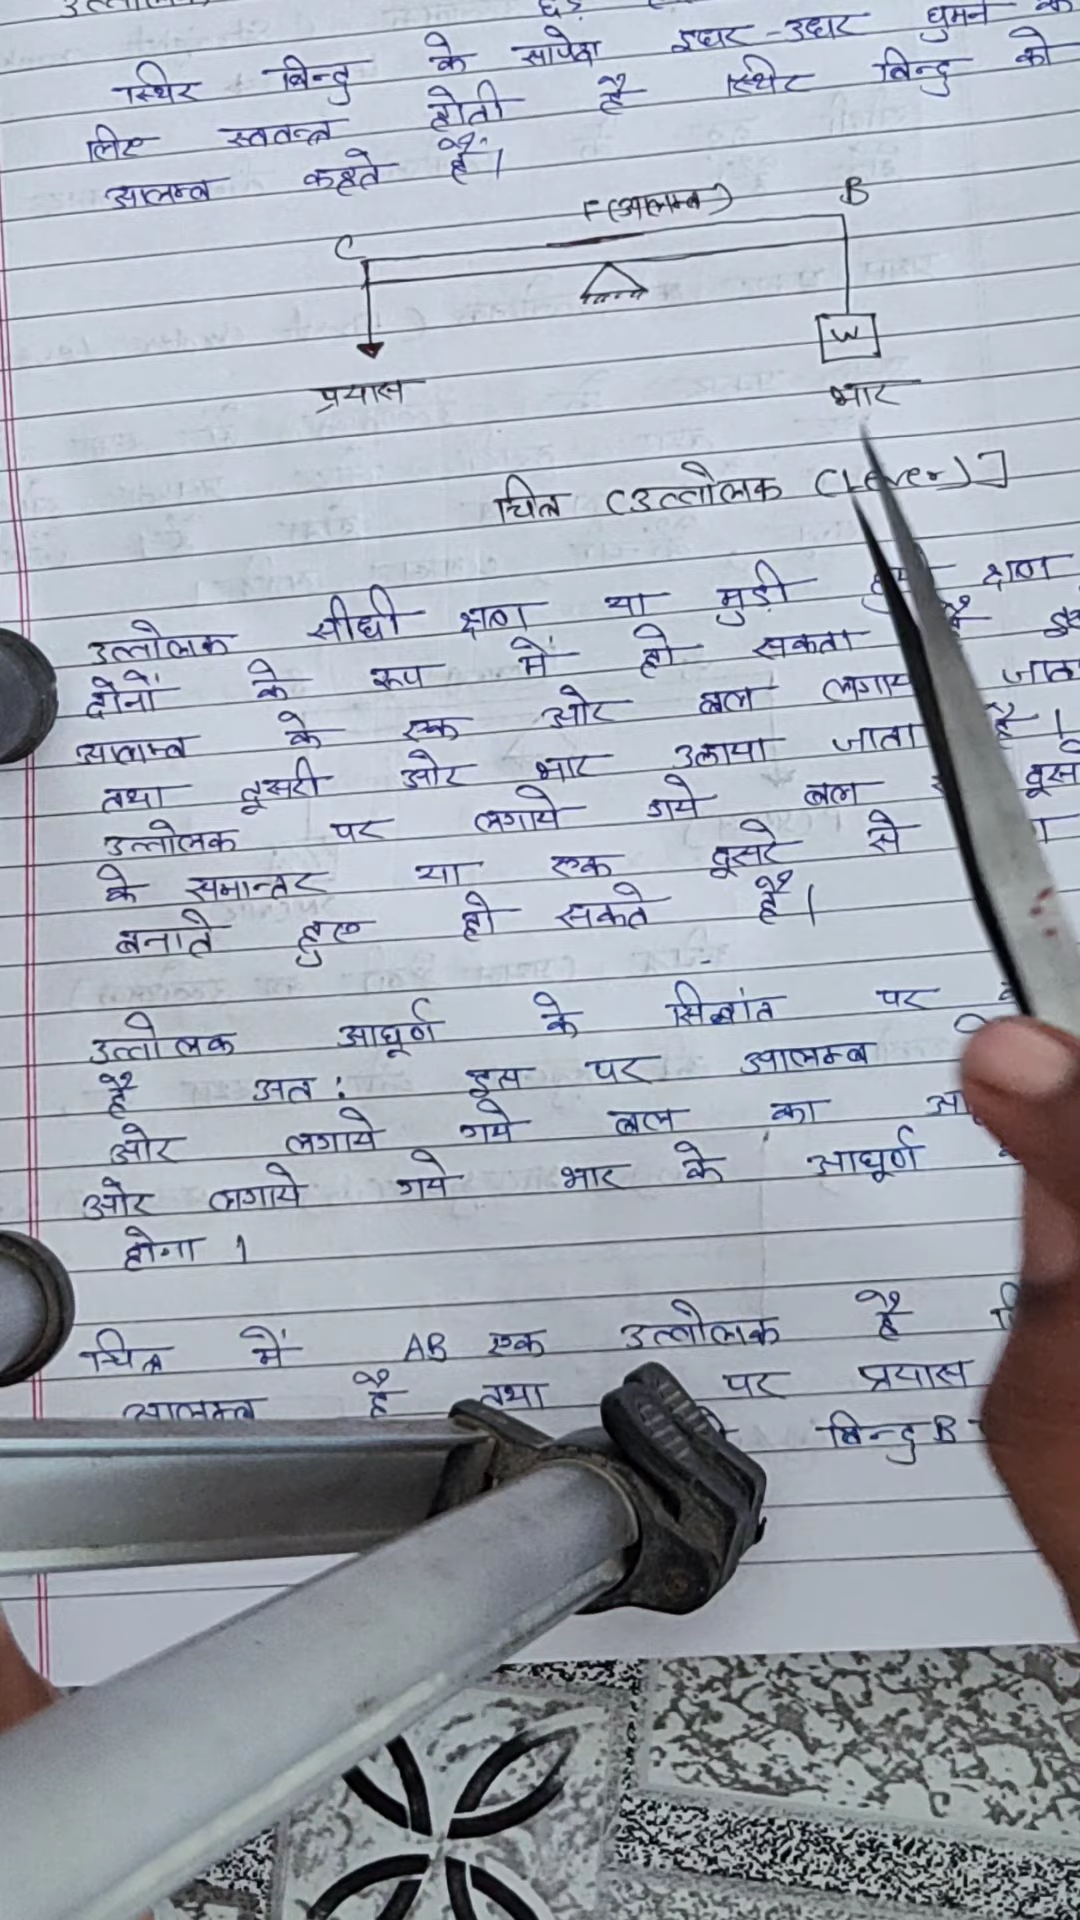 स्थिर बिन्दु के सापेक्ष इधर-उधर घुमने
लिए स्वतन्त्र होती है स्थिर बिन्दु को
आलम्ब कहते हैं।
F(आलम्ब) B
C
W
प्रयास भार
चित्र (उत्तोलक (Lever)]
उत्तोलक सीधी या मुड़ी
दोनों के रूप में हो सकता है
आलम्ब के एक ओर बल लगाया जाता
तथा दूसरी ओर भार उठाया जाता है।
उत्तोलक पर लगाये गये बल
के समान्तर या एक दूसरे से
बनाते हुए हो सकते हैं।
उत्तोलक आघूर्ण के सिद्धांत पर
है अतः इस पर आलम्ब
ओर लगाये गये बल का
ओर लगाये गये भार के आघूर्ण
होगा।
चित्र में AB एक उत्तोलक है
आलम्ब है तथा पर प्रयास
बिन्दु B